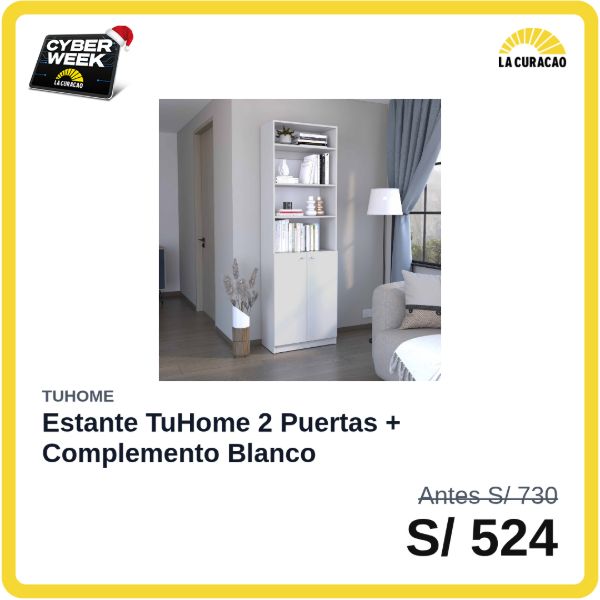 CYBER
WEEK
LA CURACAO
LA CURACAO
TUHOME
Estante TuHome 2 Puertas +
Complemento Blanco
Antes S/ 730
S/ 524